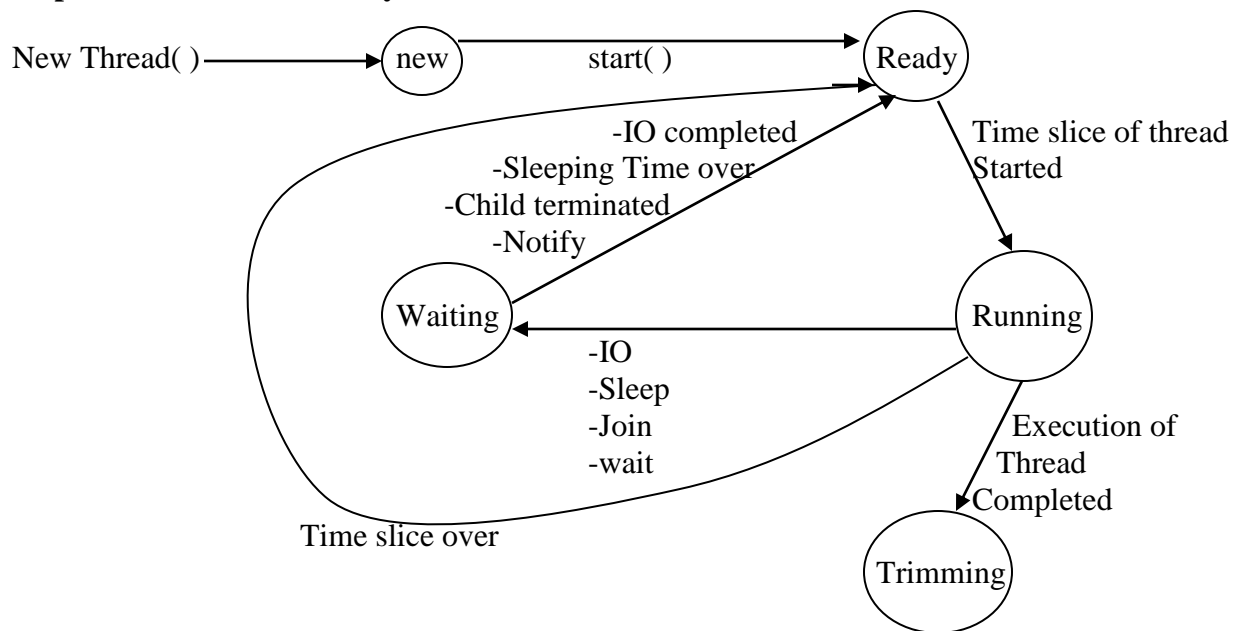 New Thread( )
new
start( )
Ready
-IO completed
-Sleeping Time over
-Child terminated
-Notify
Time slice of thread
Started
Waiting
Running
-IO
-Sleep
-Join
-wait
Execution of
Thread
Completed
Time slice over
Trimming